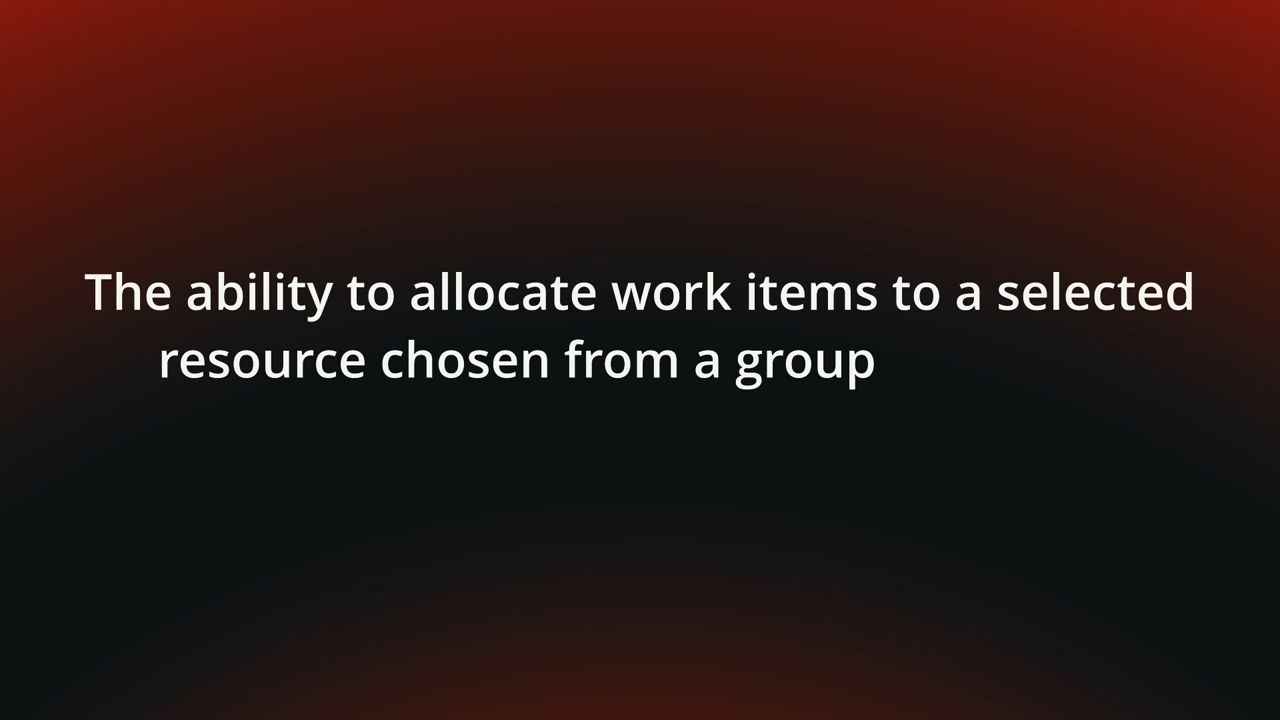 The ability to allocate work items to a selected
resource chosen from a group